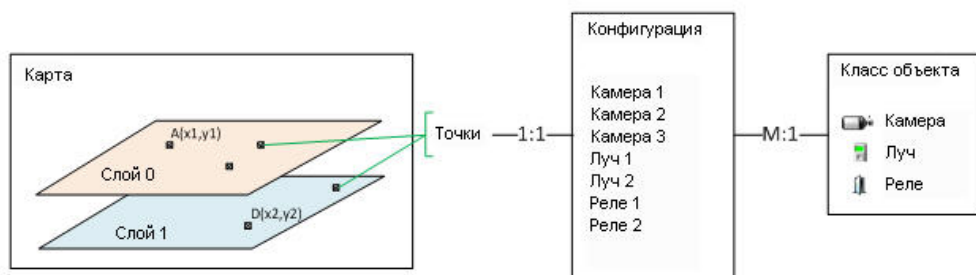 Карта
A(x1,y1)
Слой 0
D(x2,y2)
Слой 1
Точки
1:1
Конфигурация
Камера 1
Камера 2
Камера 3
Луч 1
Луч 2
Реле 1
Реле 2
М:1
Класс объекта
Камера
Луч
Реле